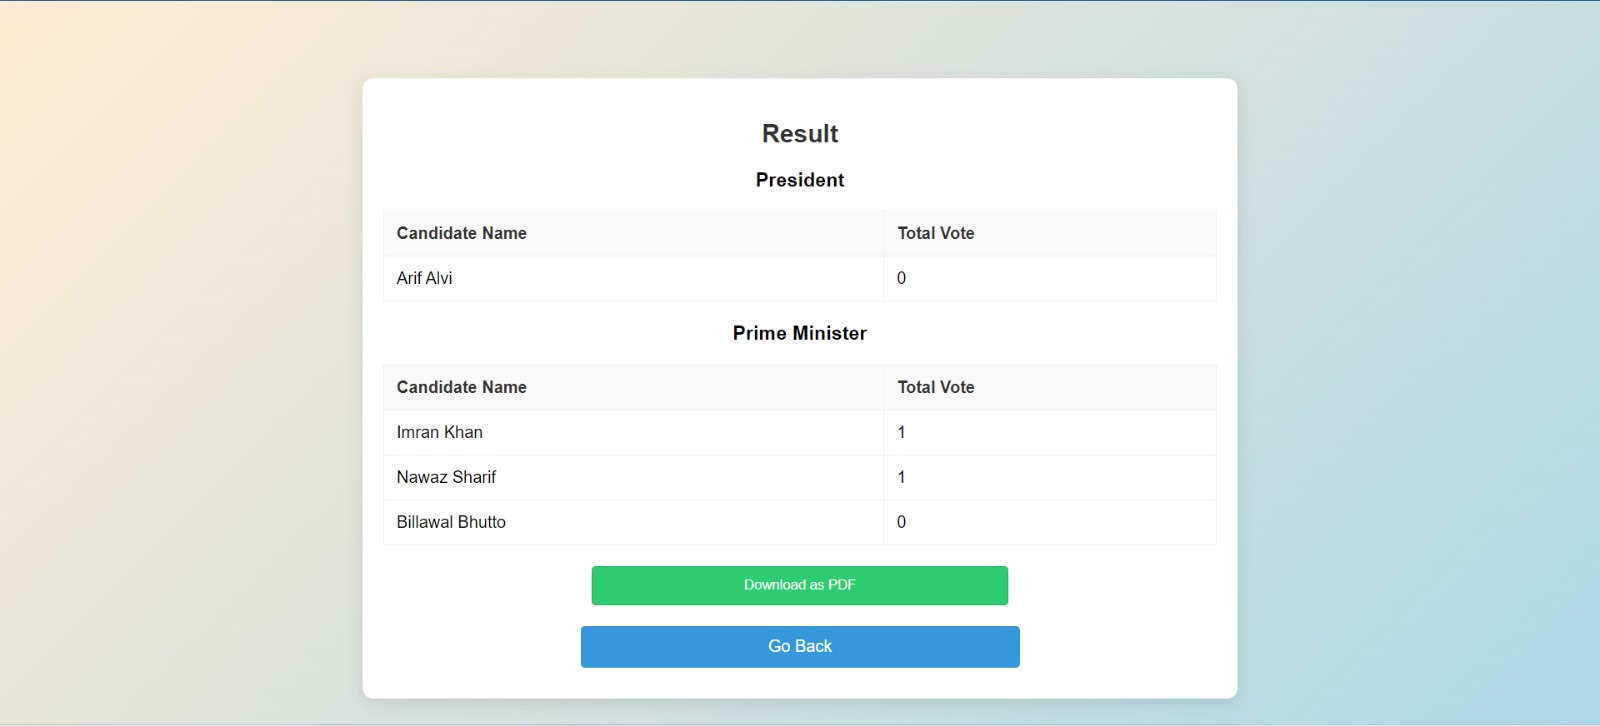 Result
President
Candidate Name Total Vote
Arif Alvi 0
Prime Minister
Candidate Name Total Vote
Imran Khan 1
Nawaz Sharif 1
Billawal Bhutto 0
Download as PDF
Go Back